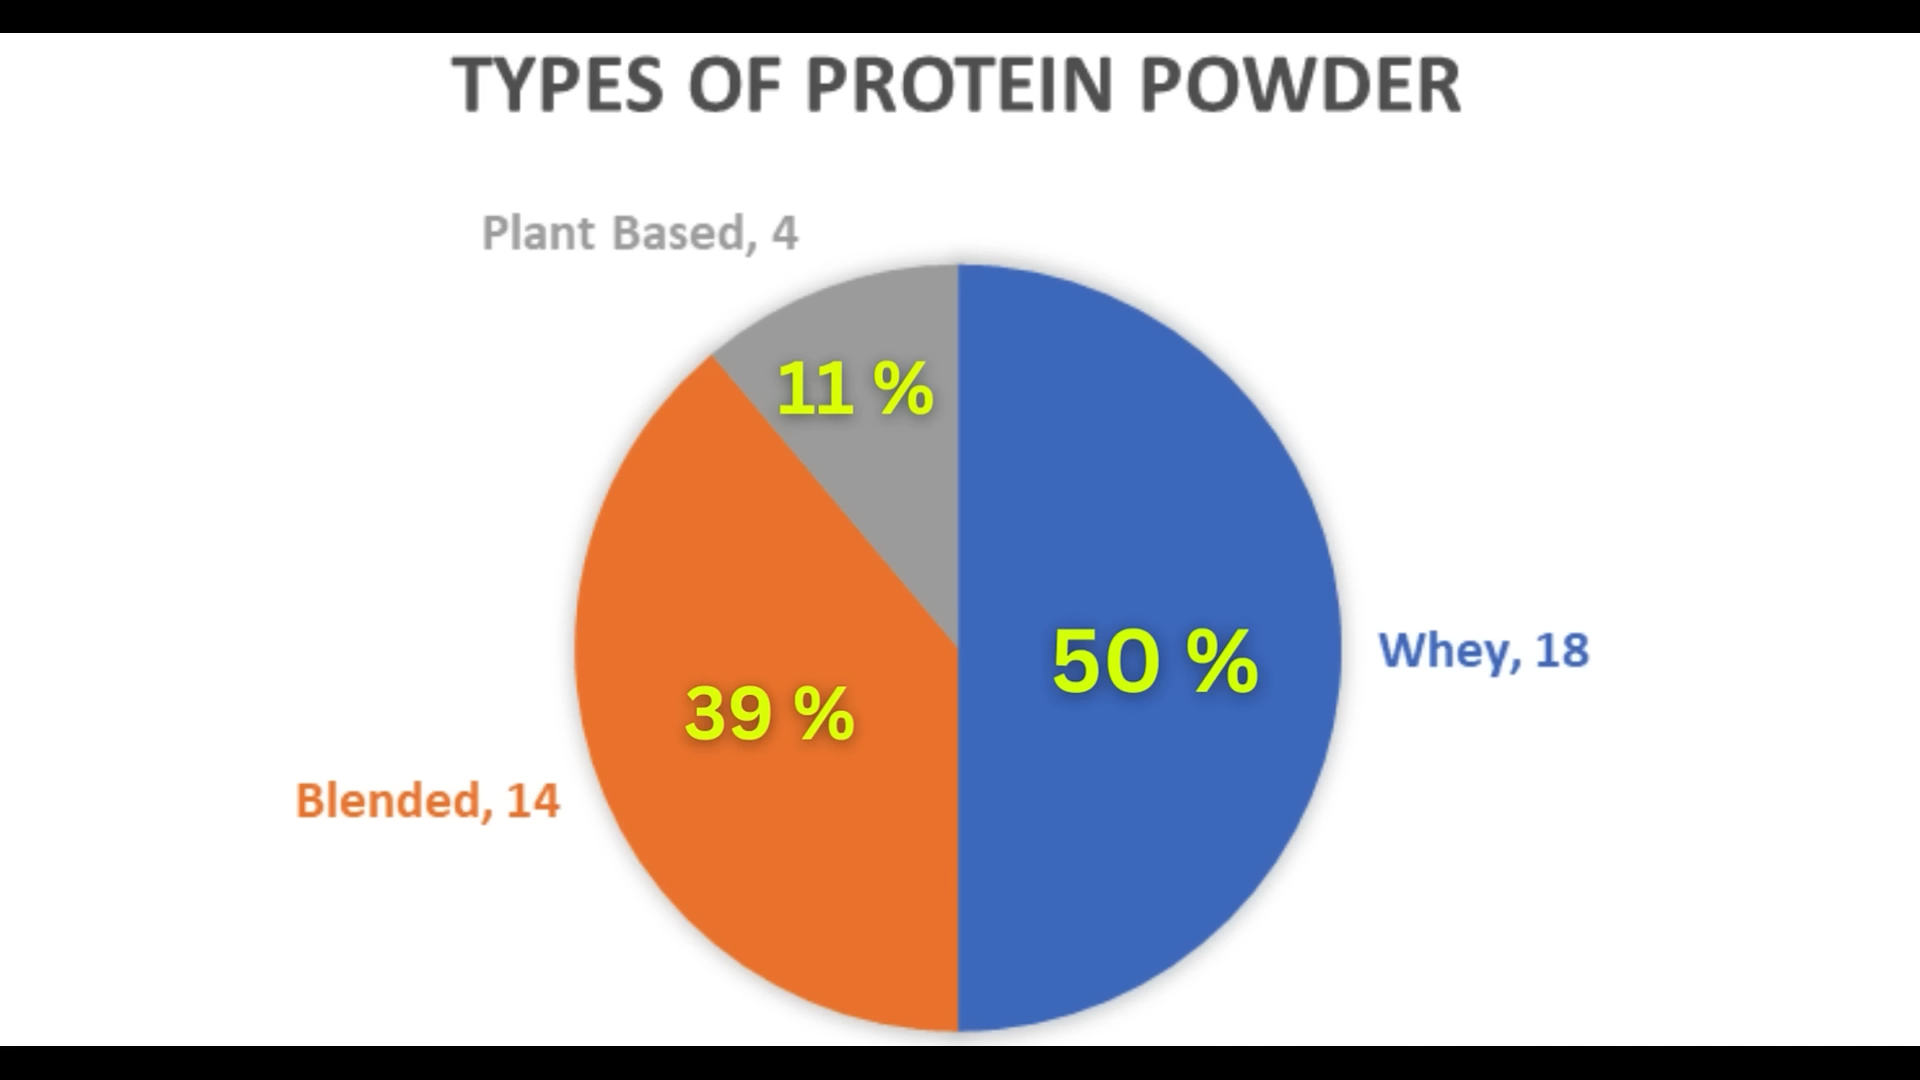 TYPES OF PROTEIN POWDER
Plant Based, 4
11 %
50 %
Whey, 18
39 %
Blended, 14